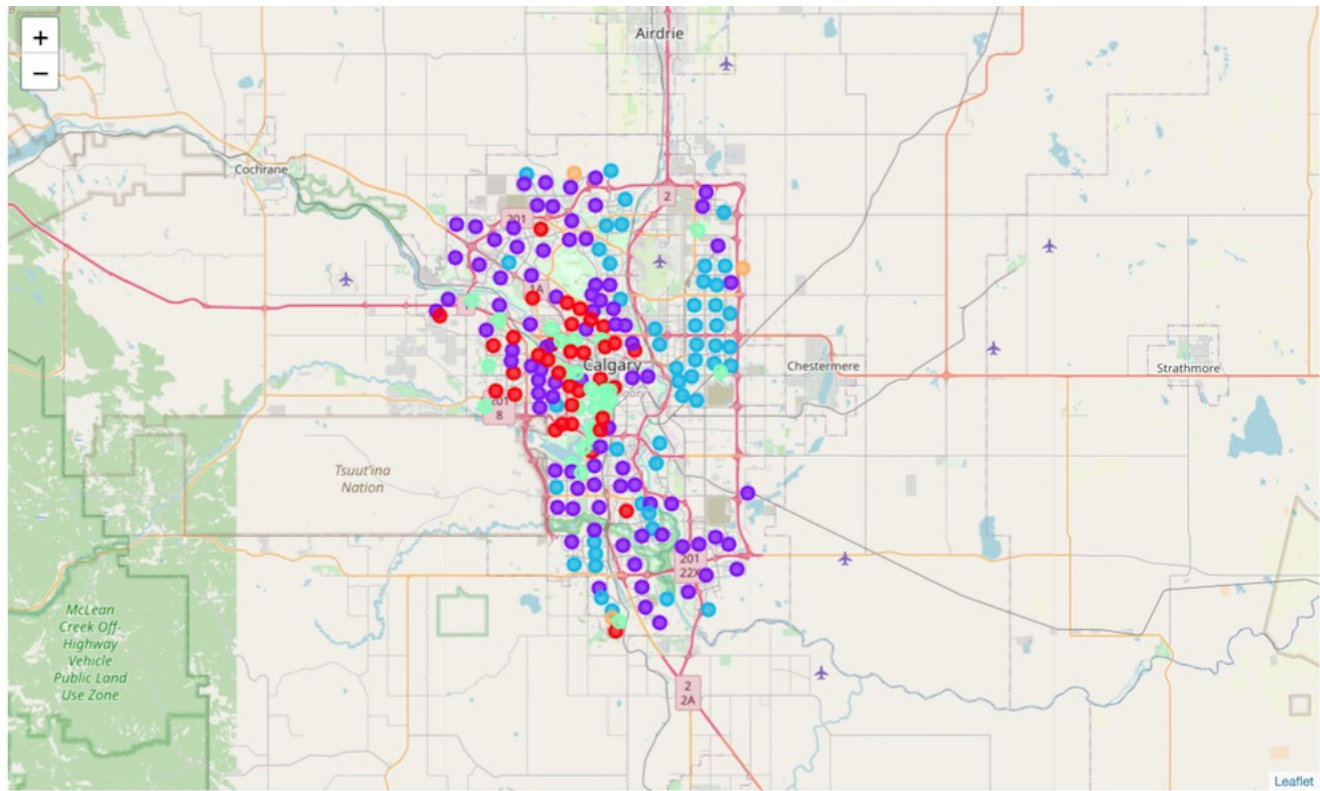 +
−
Airdrie
Cochrane
2
201
1A
Calgary
Chestermere
Strathmore
201
8
Tsuut'ina
Nation
201
22X
McLean
Creek Off-
Highway
Vehicle
Public Land
Use Zone
2
2A
Leaflet